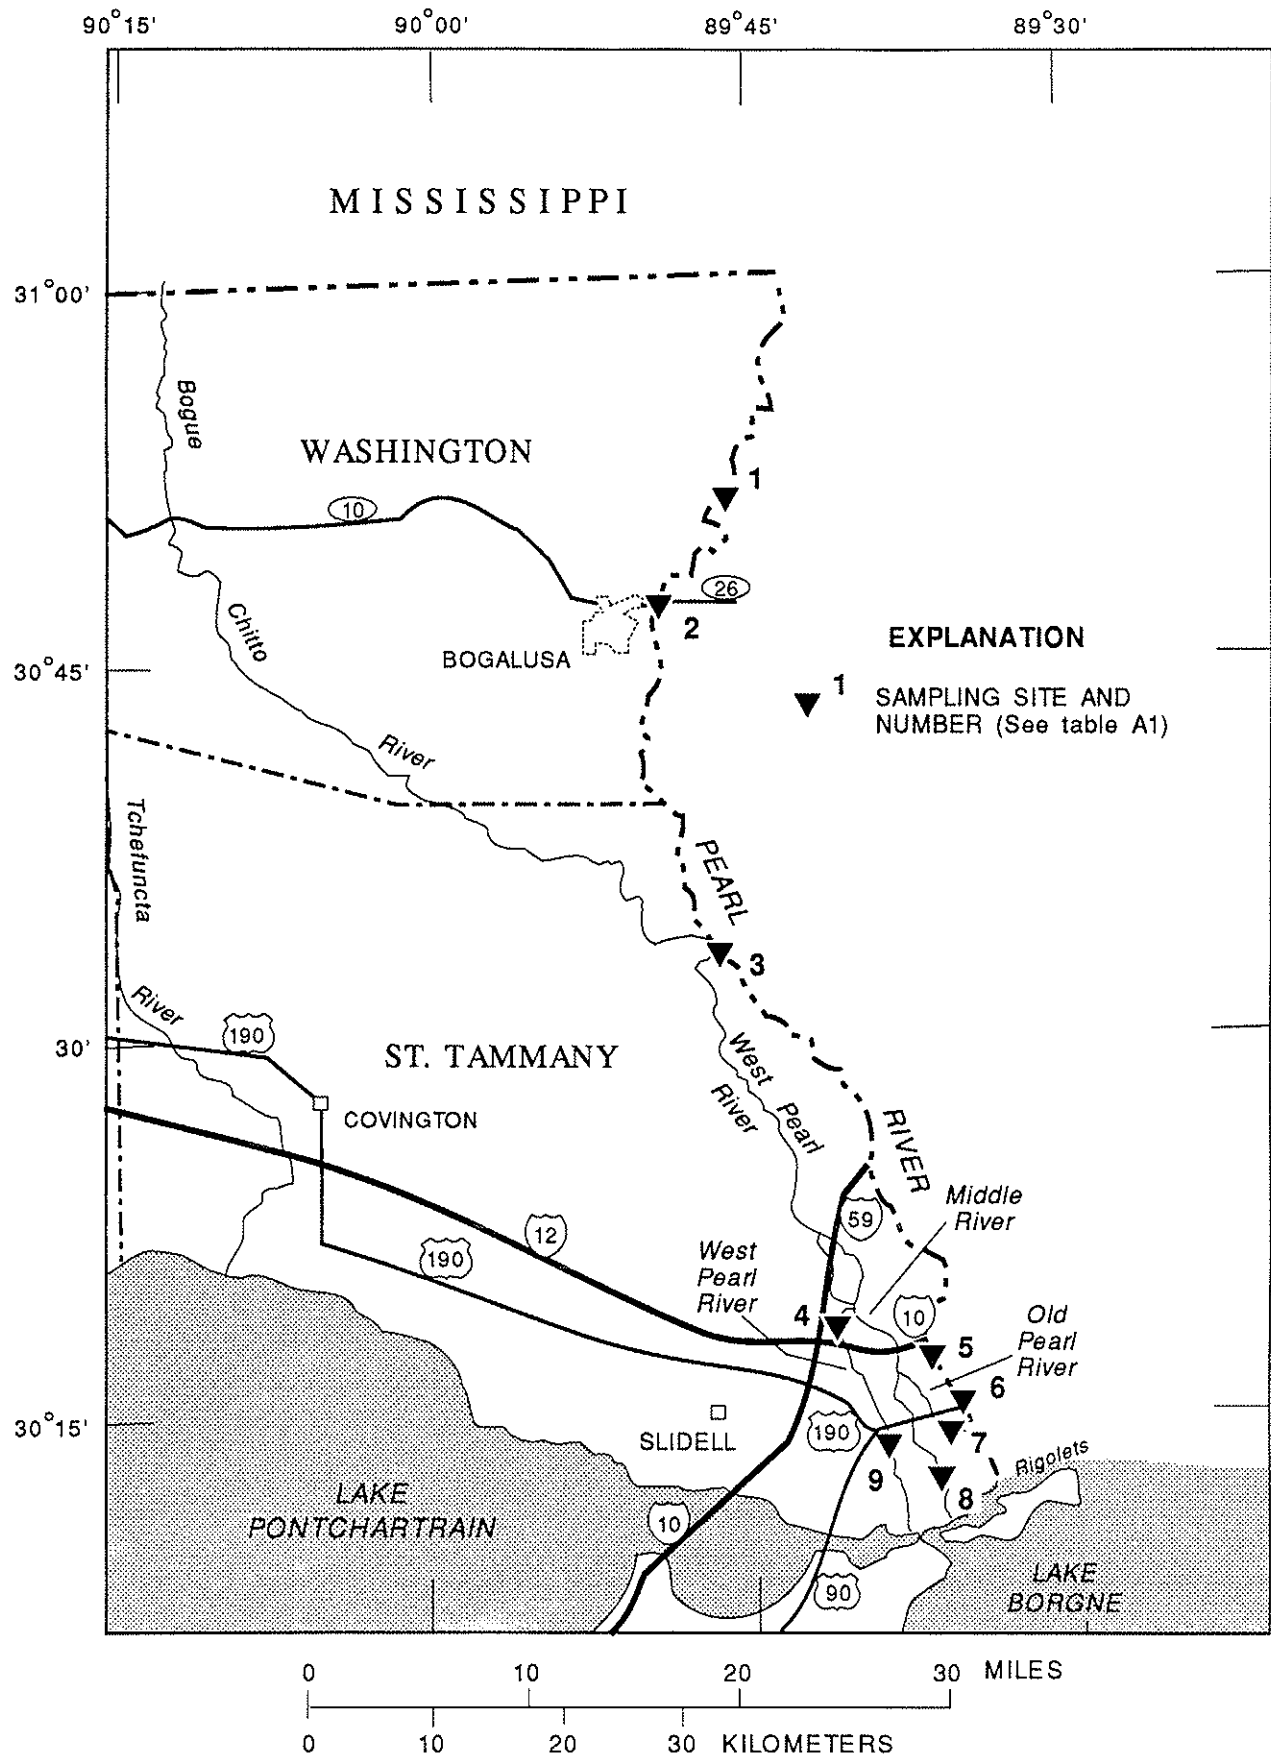 90°15'
90°00'
89°45'
89°30'
MISSISSIPPI
31°00'
Bogue
WASHINGTON
10
1
26
2
Chitto
BOGALUSA
30°45'
EXPLANATION
1
SAMPLING SITE AND
NUMBER (See table A1)
River
Tchefuncta
PEARL
3
River
190
30'
ST. TAMMANY
West
Pearl
River
COVINGTON
RIVER
Middle
River
59
12
190
West
Pearl
River
4
10
Old
Pearl
River
5
6
30°15'
SLIDELL
190
7
9
8
Rigolets
LAKE
PONTCHARTRAIN
10
90
LAKE
BORGNE
0 10 20 30 MILES
0 10 20 30 KILOMETERS